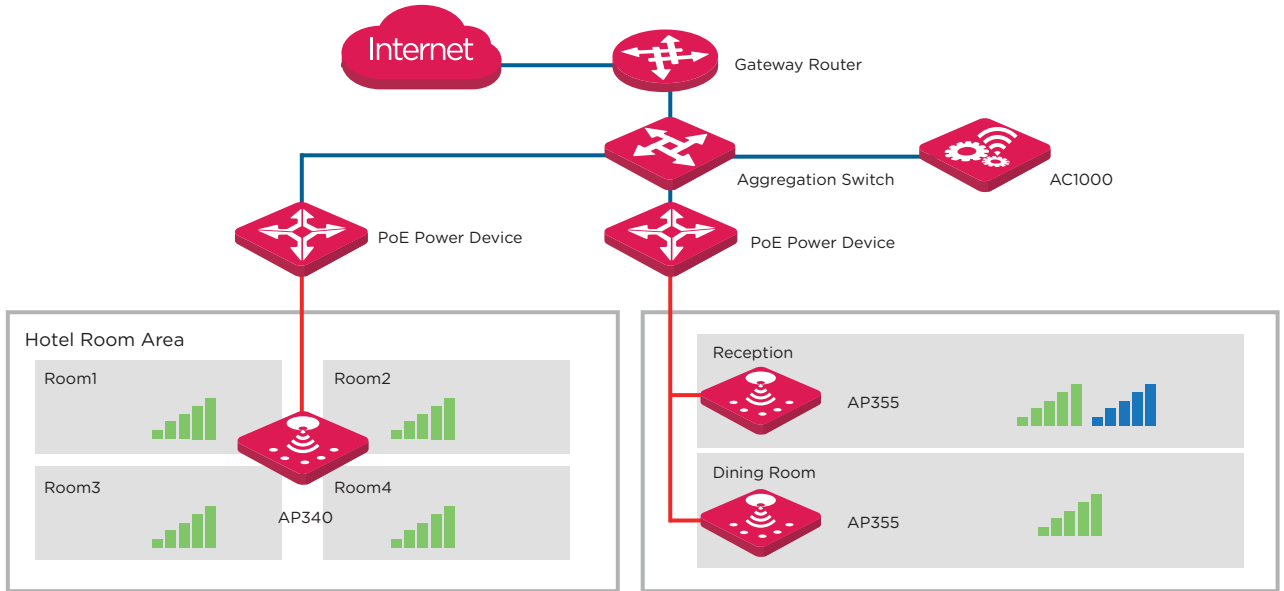 Internet
Gateway Router
Aggregation Switch
AC1000
PoE Power Device
PoE Power Device
Hotel Room Area
Room1
Room2
Room3
Room4
AP340
Reception
AP355
Dining Room
AP355